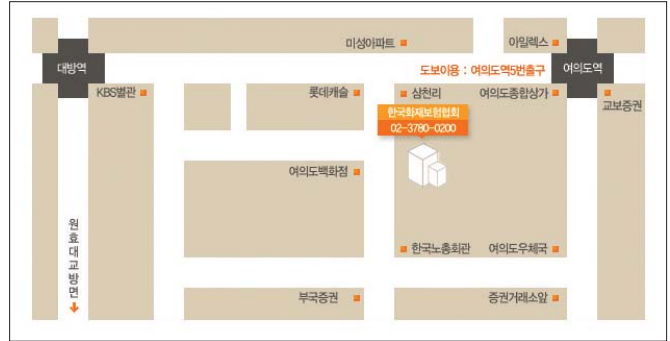 미성아파트
아일렉스
대방역
도보이용 : 여의도역5번출구
여의도역
KBS별관
롯데캐슬
삼천리
여의도종합상가
교보증권
한국화재보험협회
02-3780-0200
여의도백화점
원효대교방면
한국노총회관
여의도우체국
부국증권
증권거래소앞